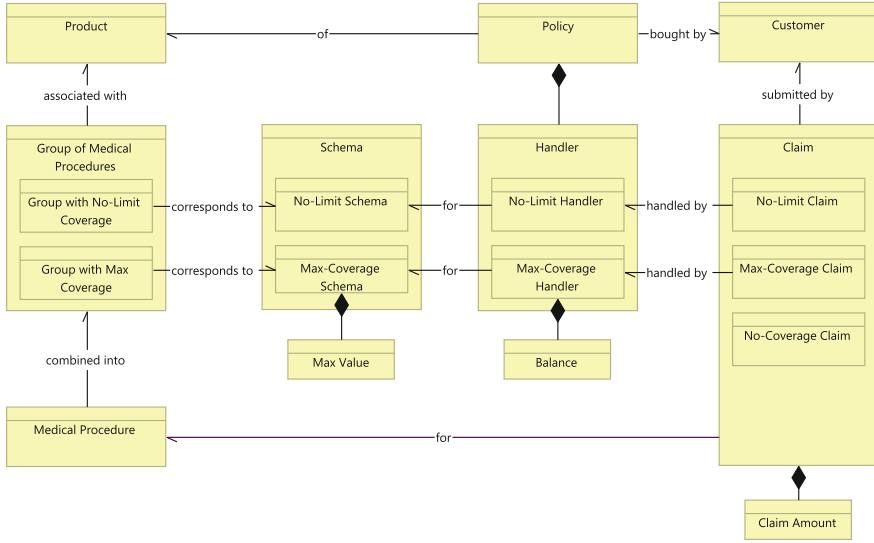 Product
of
Policy
bought by
Customer
associated with
submitted by
Group of Medical
Procedures
Schema
Handler
Claim
Group with No-Limit
Coverage
corresponds to
No-Limit Schema
for
No-Limit Handler
handled by
No-Limit Claim
Group with Max
Coverage
corresponds to
Max-Coverage
Schema
for
Max-Coverage
Handler
handled by
Max-Coverage Claim
No-Coverage Claim
combined into
Max Value
Balance
Medical Procedure
for
Claim Amount